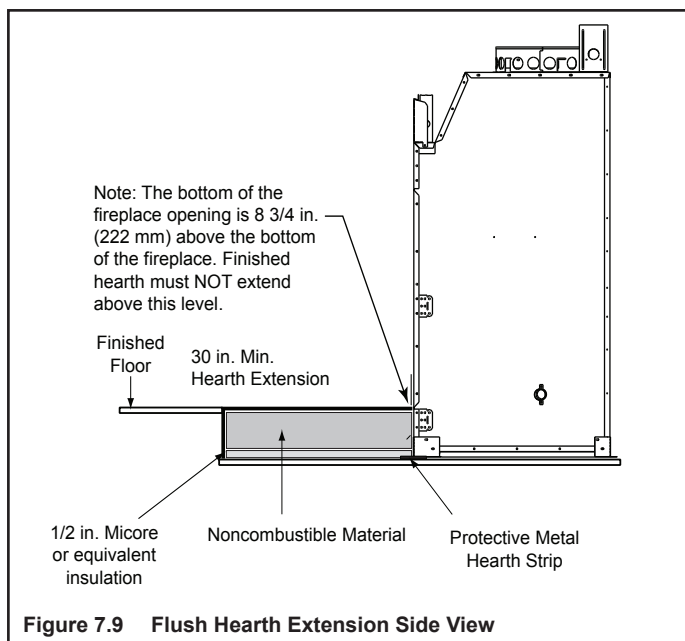 Note: The bottom of the
fireplace opening is 8 3/4 in.
(222 mm) above the bottom
of the fireplace. Finished
hearth must NOT extend
above this level.
Finished
Floor
30 in. Min.
Hearth Extension
1/2 in. Micore
or equivalent
insulation
Noncombustible Material
Protective Metal
Hearth Strip
Figure 7.9 Flush Hearth Extension Side View